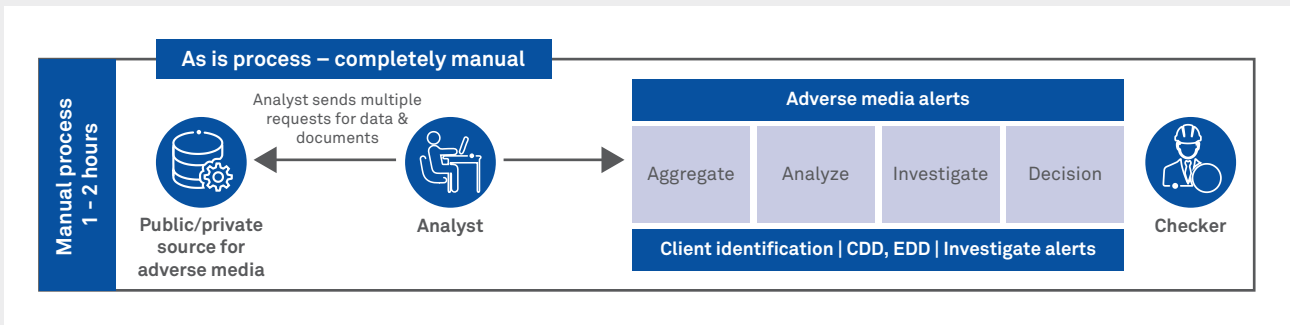 As is process – completely manual
Manual process
1 - 2 hours
Analyst sends multiple
requests for data &
documents
Public/private
source for
adverse media
Analyst
Adverse media alerts
Aggregate
Analyze
Investigate
Decision
Client identification | CDD, EDD | Investigate alerts
Checker